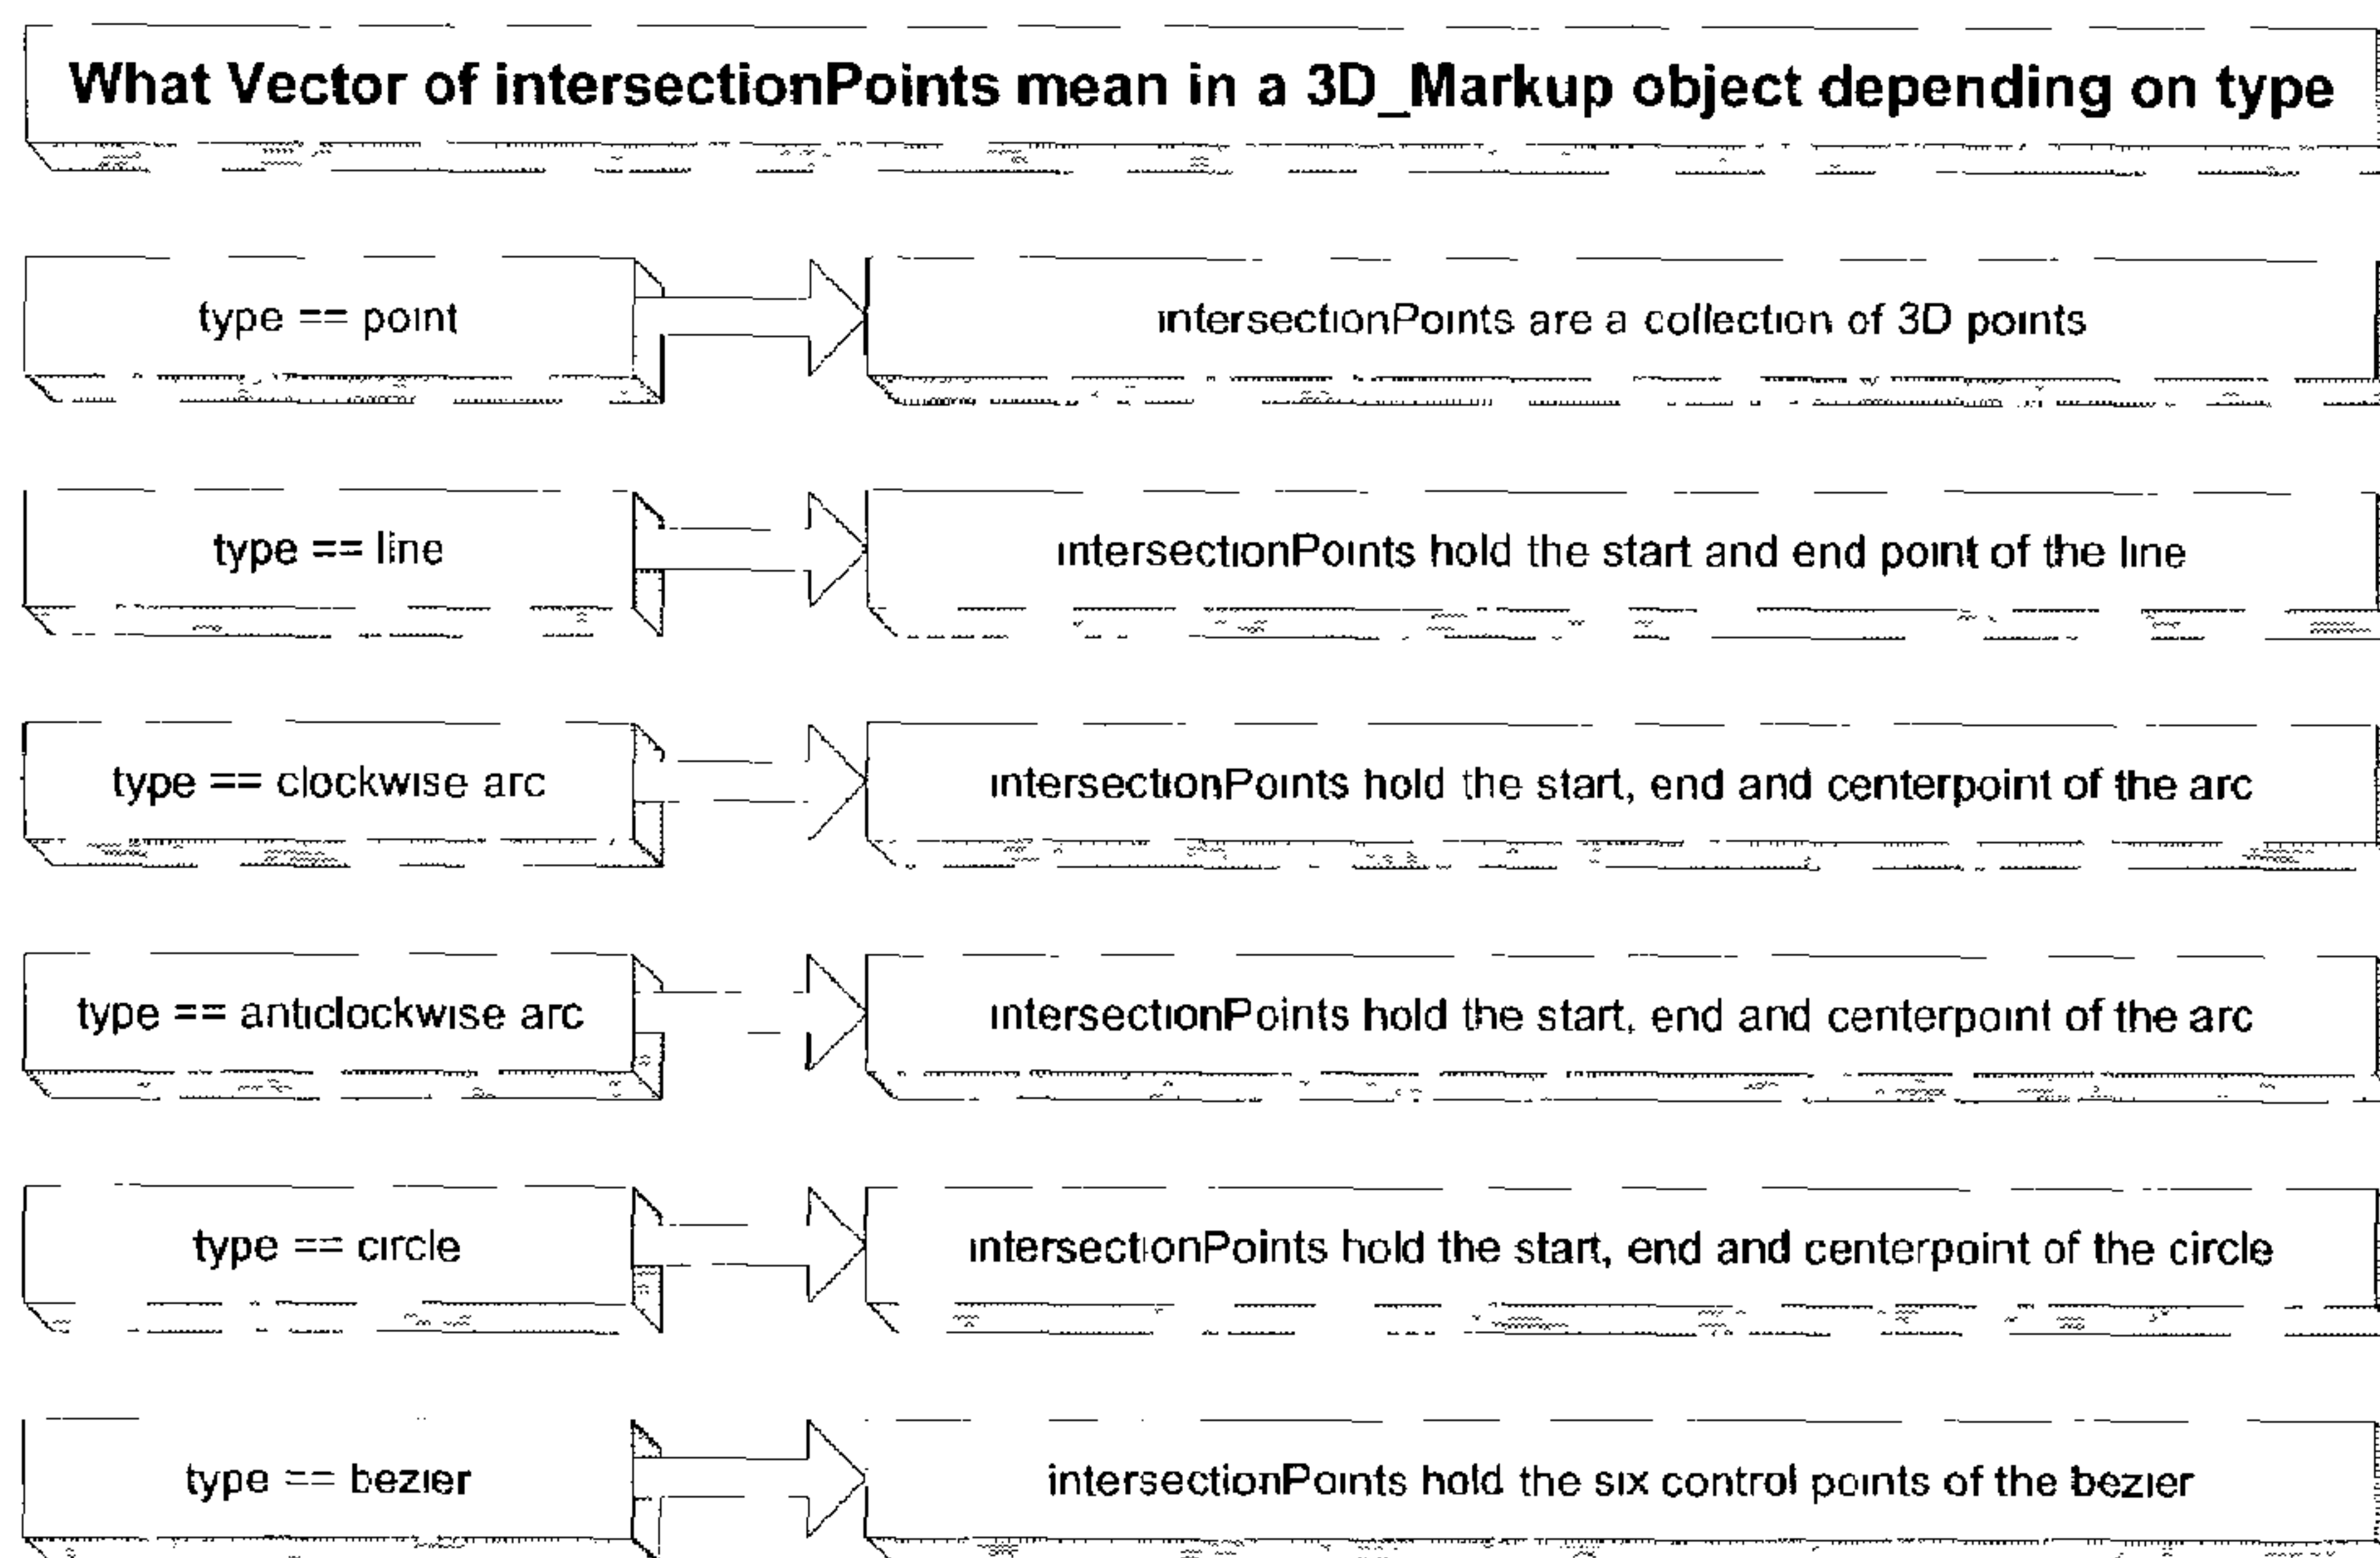 What Vector of intersectionPoints mean in a 3D_Markup object depending on type
type == point
intersectionPoints are a collection of 3D points
type == line
intersectionPoints hold the start and end point of the line
type == clockwise arc
intersectionPoints hold the start, end and centerpoint of the arc
type == anticlockwise arc
intersectionPoints hold the start, end and centerpoint of the arc
type == circle
intersectionPoints hold the start, end and centerpoint of the circle
type == bezier
intersectionPoints hold the six control points of the bezier